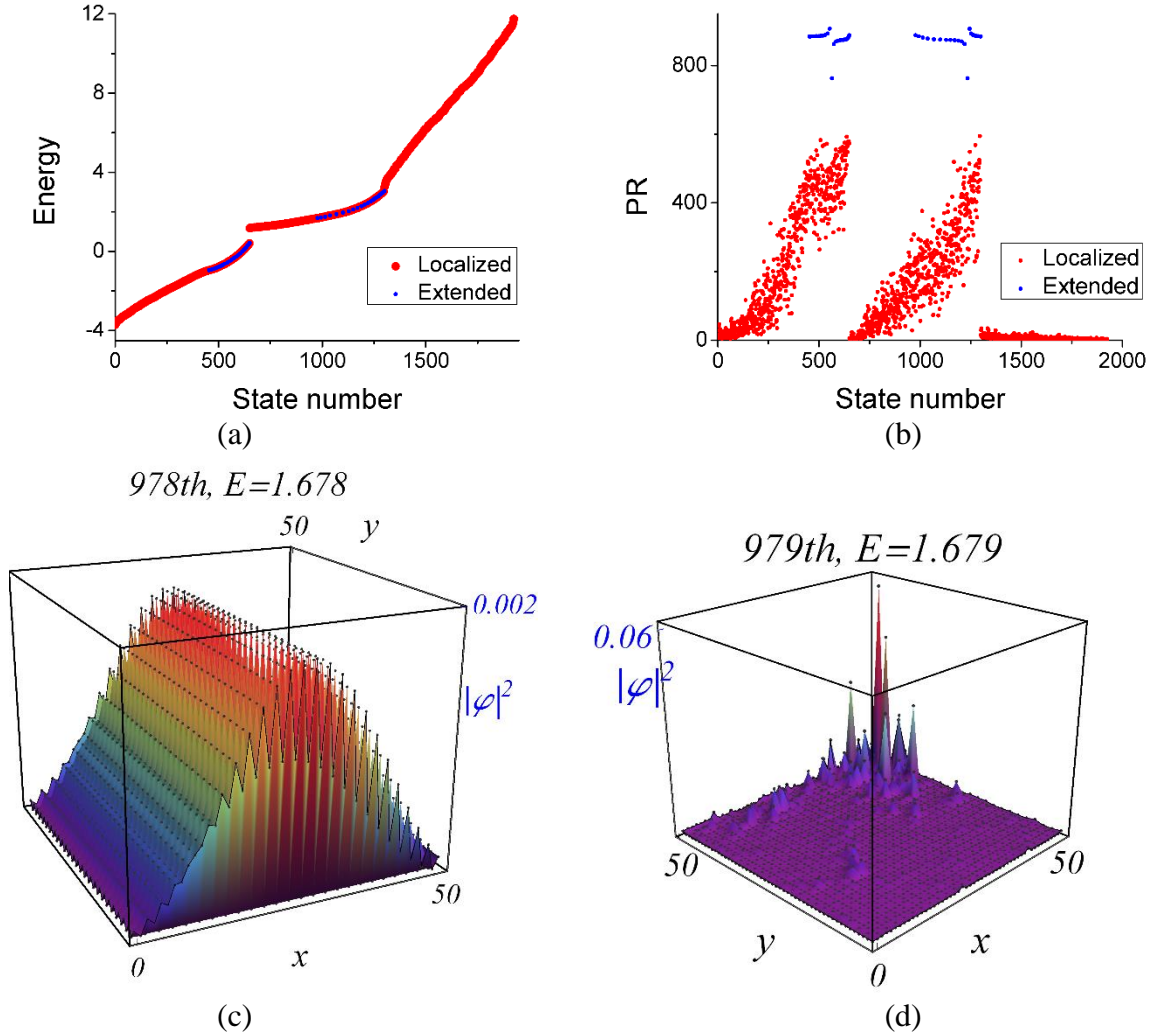 12
8
4
0
-4
Energy
0 500 1000 1500
State number
Localized
Extended
(a)
800
400
0
PR
0 500 1000 1500 2000
State number
Localized
Extended
(b)
978th, E=1.678
50
y
0.002
|φ|²
50
x
0
(c)
979th, E=1.679
0.06
|φ|²
50
50
y
x
0
(d)